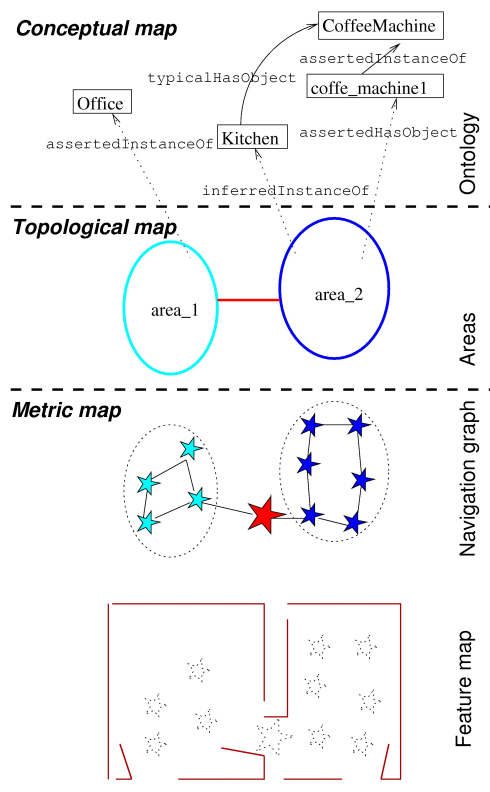 Conceptual map
CoffeeMachine
assertedInstanceOf
typicalHasObject
coffe_machine1
Office
Kitchen
assertedHasObject
assertedInstanceOf
inferredInstanceOf
Ontology
Topological map
area_1
area_2
Areas
Metric map
Navigation graph
Feature map